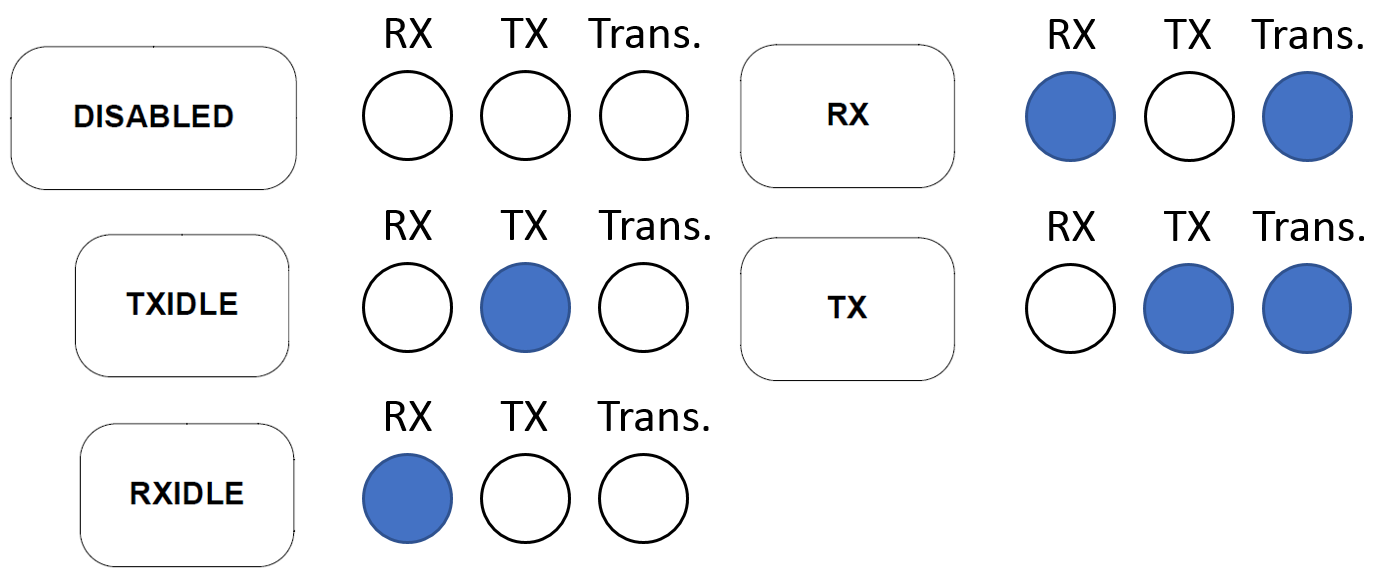 RX TX Trans.
DISABLED
RX TX Trans.
RX
RX TX Trans.
TXIDLE
RX TX Trans.
TX
RX TX Trans.
RXIDLE